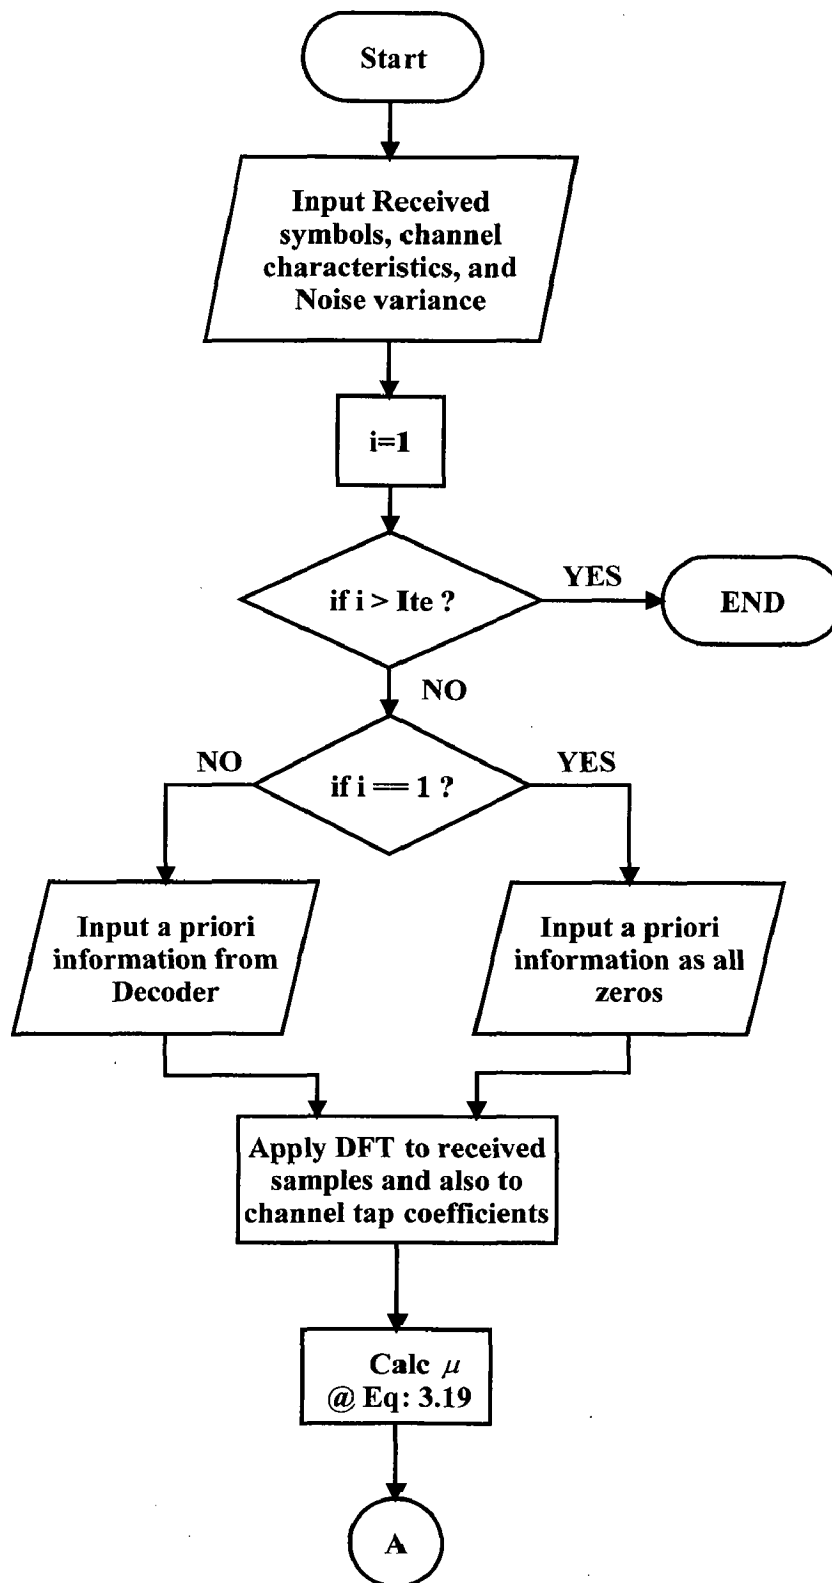 Start
Input Received
symbols, channel
characteristics, and
Noise variance
i=1
if i > Ite ?
YES
END
NO
if i == 1 ?
NO
YES
Input a priori
information from
Decoder
Input a priori
information as all
zeros
Apply DFT to received
samples and also to
channel tap coefficients
Calc μ
@ Eq: 3.19
A